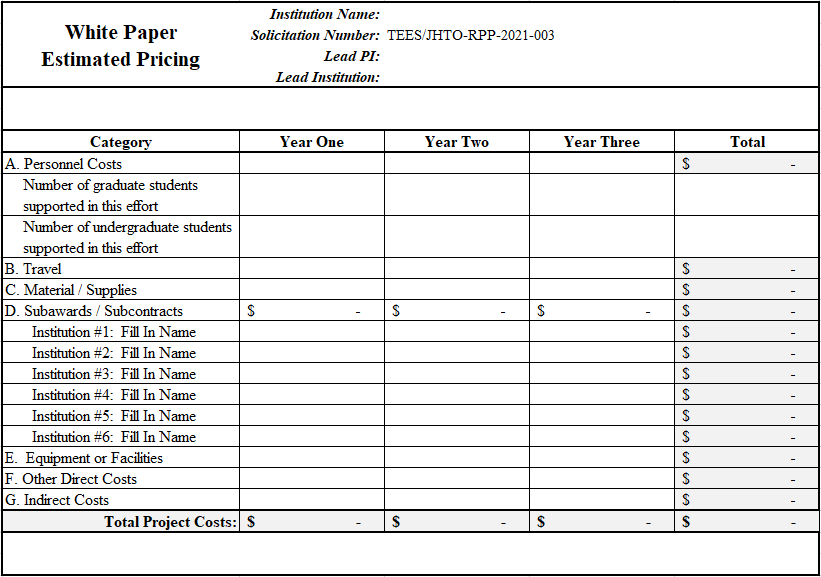 White Paper
Estimated Pricing
Institution Name:
Solicitation Number: TEES/JHTO-RPP-2021-003
Lead PI:
Lead Institution:
Category Year One Year Two Year Three Total
A. Personnel Costs $ -
Number of graduate students
supported in this effort
Number of undergraduate students
supported in this effort
B. Travel $ -
C. Material / Supplies $ -
D. Subawards / Subcontracts $ - $ - $ - $ -
Institution #1: Fill In Name $ -
Institution #2: Fill In Name $ -
Institution #3: Fill In Name $ -
Institution #4: Fill In Name $ -
Institution #5: Fill In Name $ -
Institution #6: Fill In Name $ -
E. Equipment or Facilities $ -
F. Other Direct Costs $ -
G. Indirect Costs $ -
Total Project Costs: $ - $ - $ - $ -